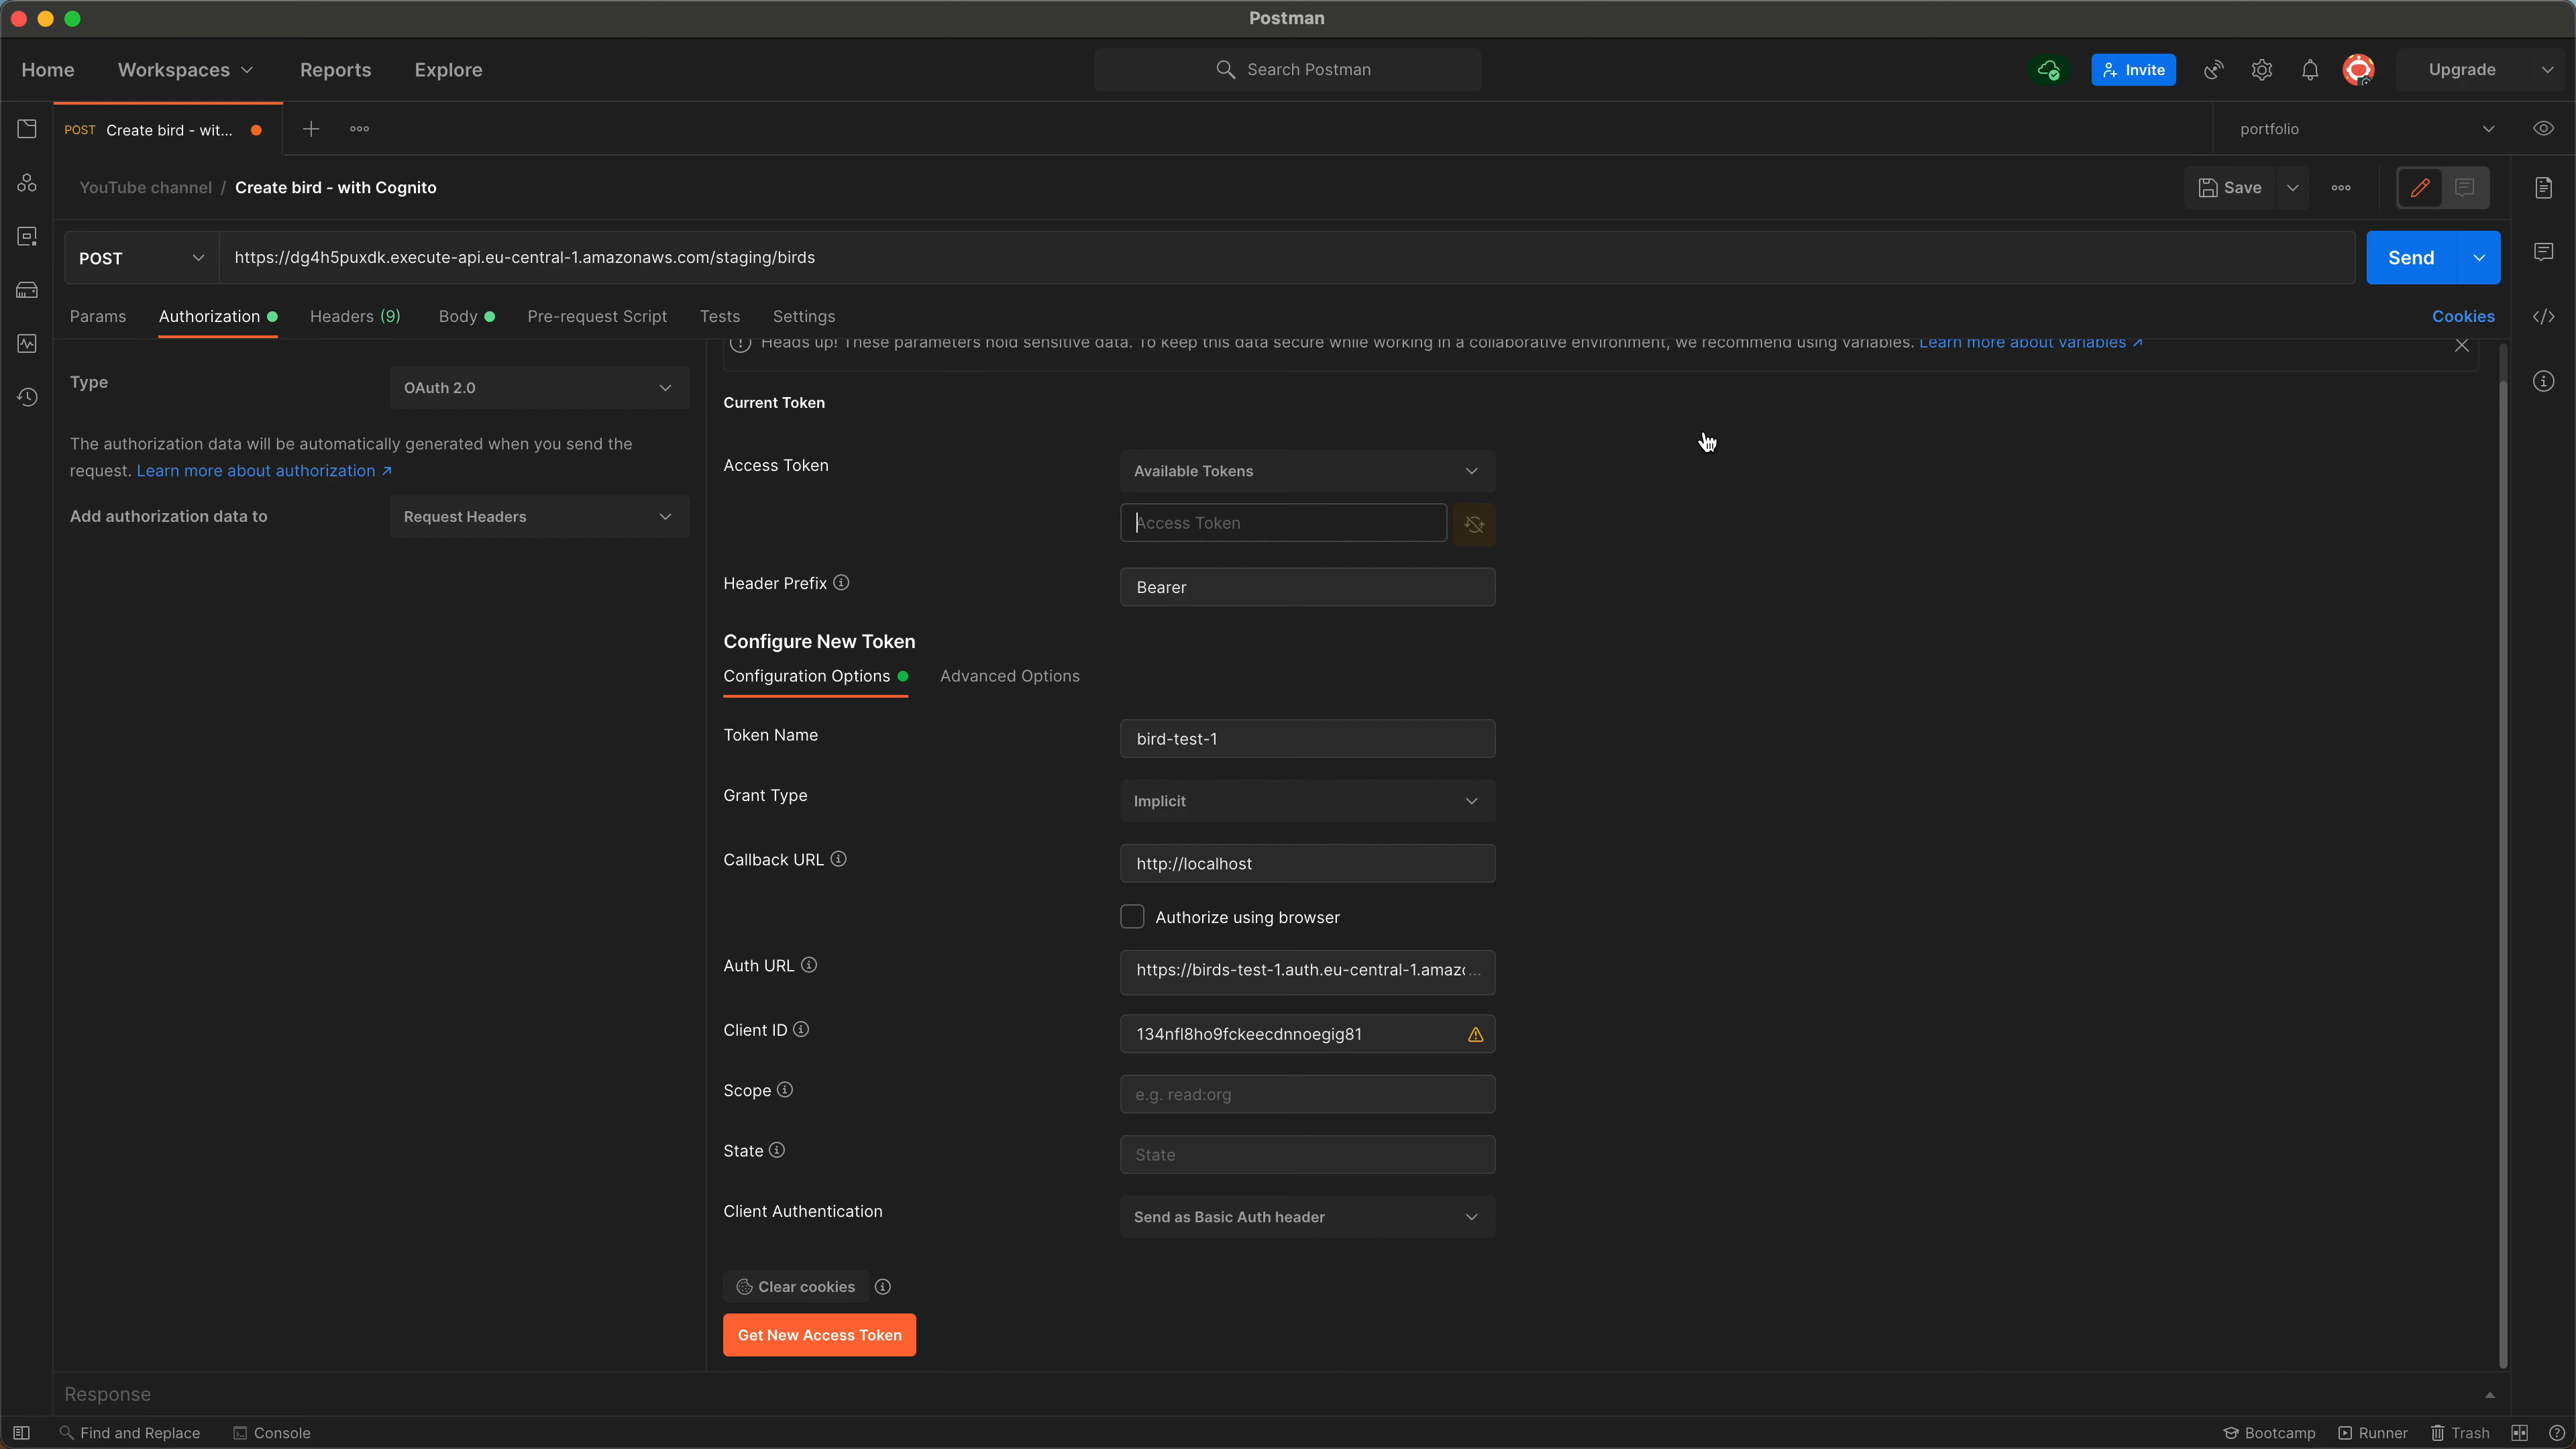 Postman
Home Workspaces Reports Explore Search Postman Invite Upgrade
POST Create bird - wit... portfolio
YouTube channel / Create bird - with Cognito Save
POST https://dg4h5puxdk.execute-api.eu-central-1.amazonaws.com/staging/birds Send
Params Authorization Headers (9) Body Pre-request Script Tests Settings Cookies
Heads up! These parameters hold sensitive data. To keep this data secure while working in a collaborative environment, we recommend using variables. Learn more about variables ↗
Type OAuth 2.0
The authorization data will be automatically generated when you send the
request. Learn more about authorization ↗
Add authorization data to Request Headers
Current Token
Access Token Available Tokens
Access Token
Header Prefix Bearer
Configure New Token
Configuration Options Advanced Options
Token Name bird-test-1
Grant Type Implicit
Callback URL http://localhost
Authorize using browser
Auth URL https://birds-test-1.auth.eu-central-1.amazo...
Client ID 134nfl8ho9fckeecdnnoegig81
Scope e.g. read:org
State State
Client Authentication Send as Basic Auth header
Clear cookies
Get New Access Token
Response
Find and Replace Console Bootcamp Runner Trash